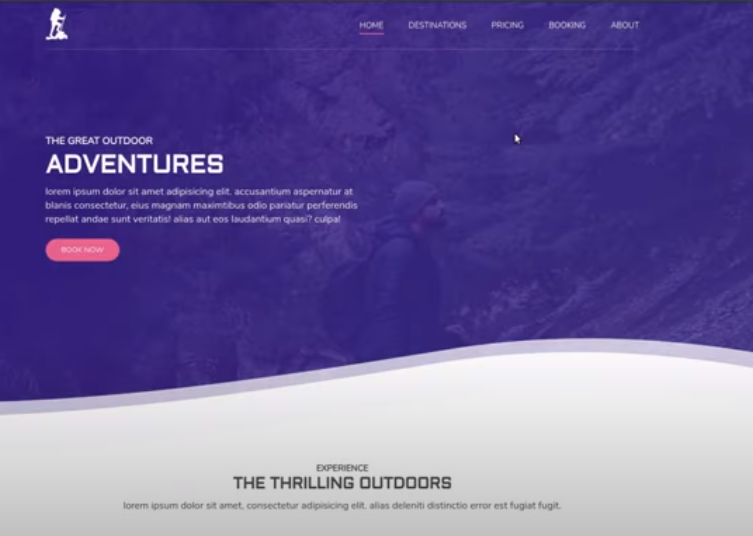 HOME DESTINATIONS PRICING BOOKING ABOUT
THE GREAT OUTDOOR
ADVENTURES
lorem ipsum dolor sit amet adipisicing elit. accusantium aspernatur at
blanis consectetur, eius magnam maximtibus odio pariatur perferendis
repellat andae sunt veritatis! alias aut eos laudantium quasi? culpa!
BOOK NOW
EXPERIENCE
THE THRILLING OUTDOORS
lorem ipsum dolor sit amet, consectetur adipisicing elit. alias deleniti distinctio error est fugiat fugit.